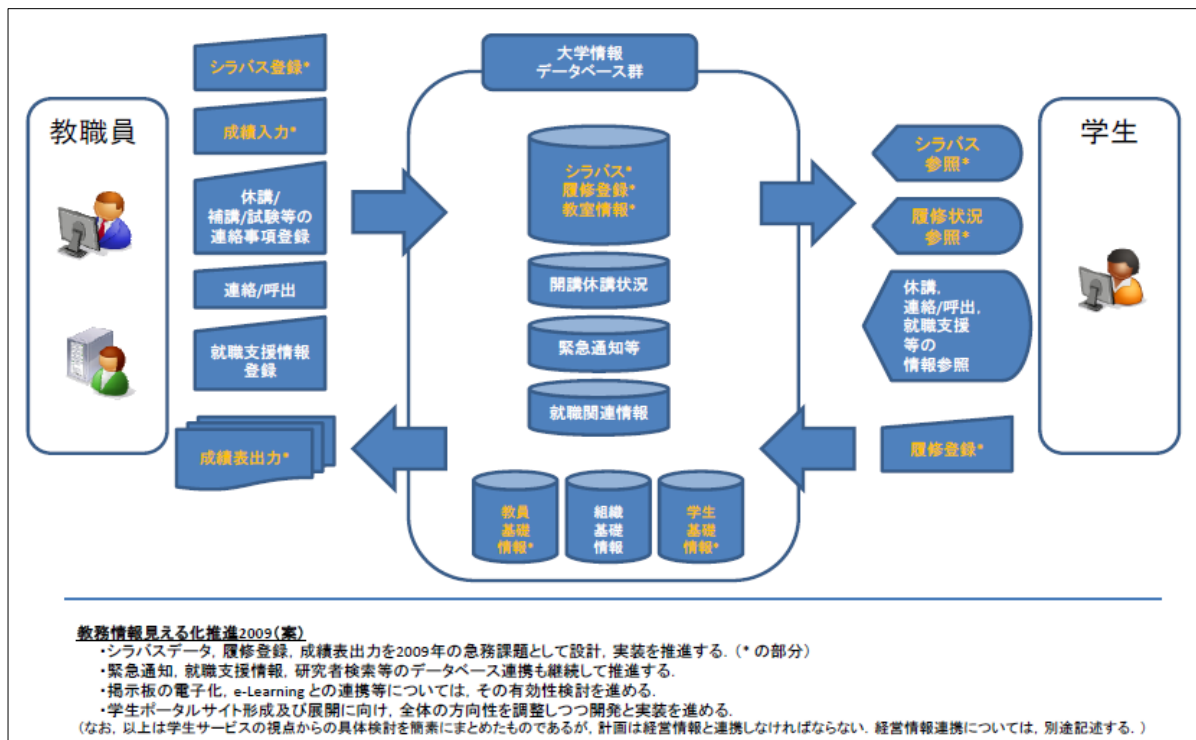 教職員
シラバス登録*
成績入力*
休講/
補講/試験等の
連絡事項登録
連絡/呼出
就職支援情報
登録
成績表出力*
大学情報
データベース群
シラバス*
履修登録*
教室情報*
開講休講状況
緊急通知等
就職関連情報
教員
基礎
情報*
組織
基礎
情報
学生
基礎
情報*
シラバス
参照*
履修状況
参照*
休講,
連絡/呼出,
就職支援
等の
情報参照
履修登録*
学生
教務情報見える化推進2009(案)
・シラバスデータ, 履修登録, 成績表出力を2009年の急務課題として設計, 実装を推進する. (* の部分)
・緊急通知, 就職支援情報, 研究者検索等のデータベース連携も継続して推進する.
・掲示板の電子化, e-Learning との連携等については, その有効性検討を進める.
・学生ポータルサイト形成及び展開に向け, 全体の方向性を調整しつつ開発と実装を進める.
(なお, 以上は学生サービスの視点からの具体検討を簡素にまとめたものであるが, 計画は経営情報と連携しなければならない. 経営情報連携については, 別途記述する. )